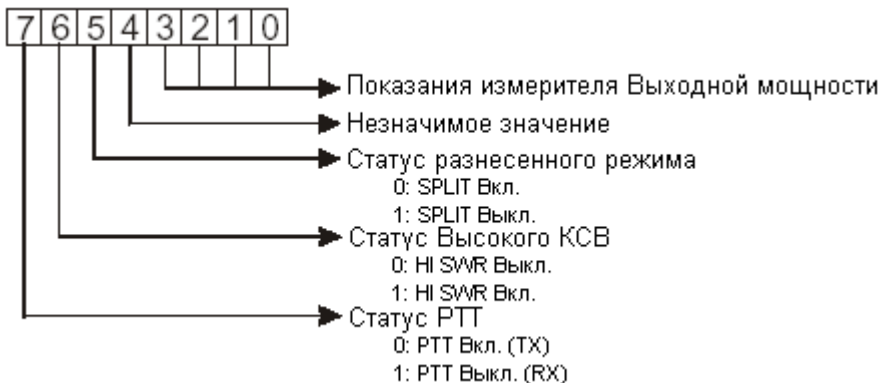 7 6 5 4 3 2 1 0
Показания измерителя Выходной мощности
Незначимое значение
Статус разнесенного режима
0: SPLIT Вкл.
1: SPLIT Выкл.
Статус Высокого КСВ
0: HI SWR Выкл.
1: HI SWR Вкл.
Статус PTT
0: PTT Вкл. (TX)
1: PTT Выкл. (RX)